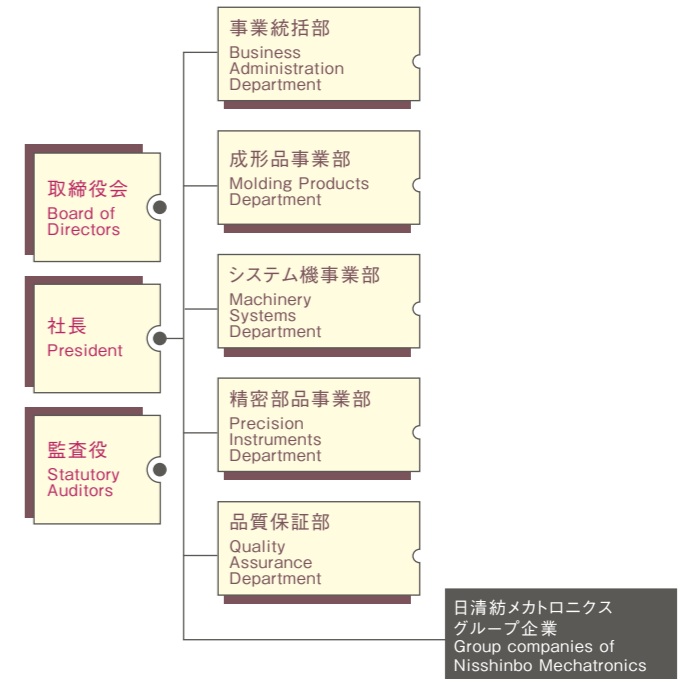 取締役会
Board of
Directors
社長
President
監査役
Statutory
Auditors
事業統括部
Business
Administration
Department
成形品事業部
Molding Products
Department
システム機事業部
Machinery
Systems
Department
精密部品事業部
Precision
Instruments
Department
品質保証部
Quality
Assurance
Department
日清紡メカトロニクス
グループ企業
Group companies of
Nisshinbo Mechatronics